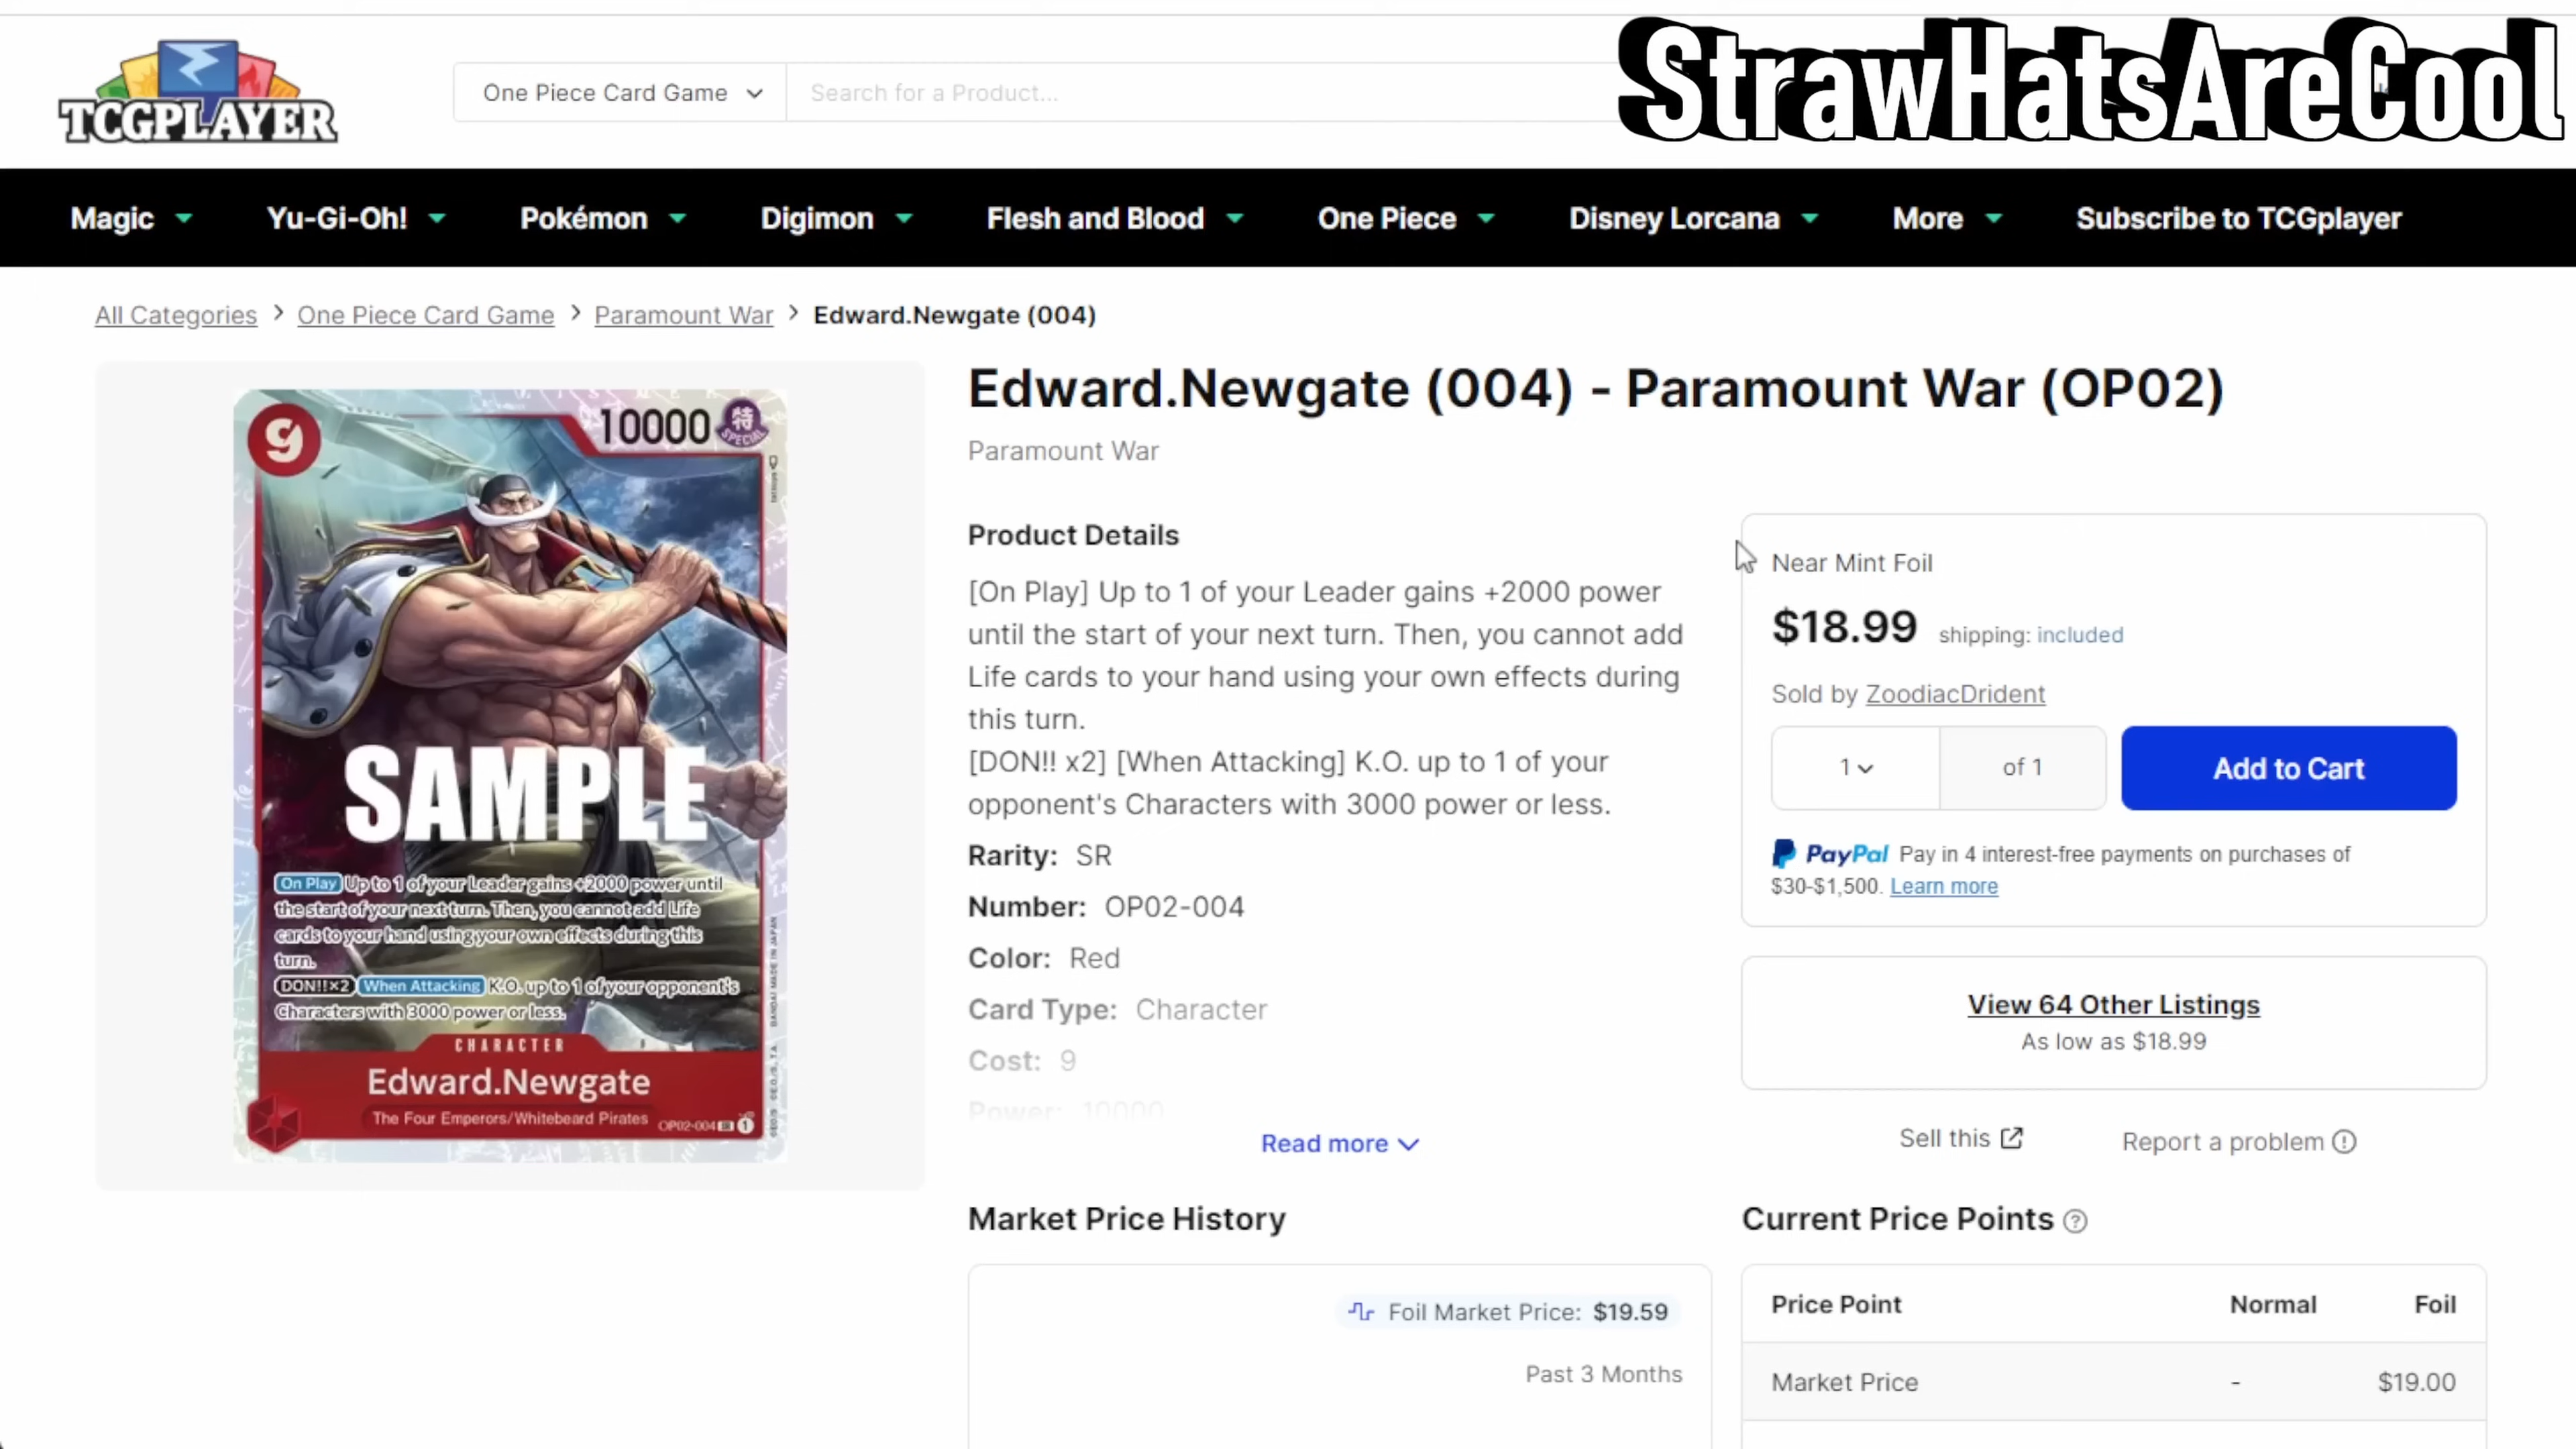 StrawHatsAreCool
TCGPLAYER
One Piece Card Game
Search for a Product...
Magic
Yu-Gi-Oh!
Pokémon
Digimon
Flesh and Blood
One Piece
Disney Lorcana
More
Subscribe to TCGplayer
All Categories > One Piece Card Game > Paramount War > Edward.Newgate (004)
9
10000
特
SPECIAL
SAMPLE
On Play Up to 1 of your Leader gains +2000 power until
the start of your next turn. Then, you cannot add Life
cards to your hand using your own effects during this
turn.
DON!!×2 When Attacking K.O. up to 1 of your opponent's
Characters with 3000 power or less.
CHARACTER
Edward.Newgate
The Four Emperors/Whitebeard Pirates
OP02-004
1
BANDAI MADE IN JAPAN
Edward.Newgate (004) - Paramount War (OP02)
Paramount War
Product Details
[On Play] Up to 1 of your Leader gains +2000 power
until the start of your next turn. Then, you cannot add
Life cards to your hand using your own effects during
this turn.
[DON!! x2] [When Attacking] K.O. up to 1 of your
opponent's Characters with 3000 power or less.
Rarity: SR
Number: OP02-004
Color: Red
Card Type: Character
Cost: 9
Power: 10000
Read more
Near Mint Foil
$18.99 shipping: included
Sold by ZoodiacDrident
1
of 1
Add to Cart
PayPal Pay in 4 interest-free payments on purchases of
$30-$1,500. Learn more
View 64 Other Listings
As low as $18.99
Sell this
Report a problem
Market Price History
Foil Market Price: $19.59
Past 3 Months
Current Price Points
Price Point Normal Foil
Market Price - $19.00